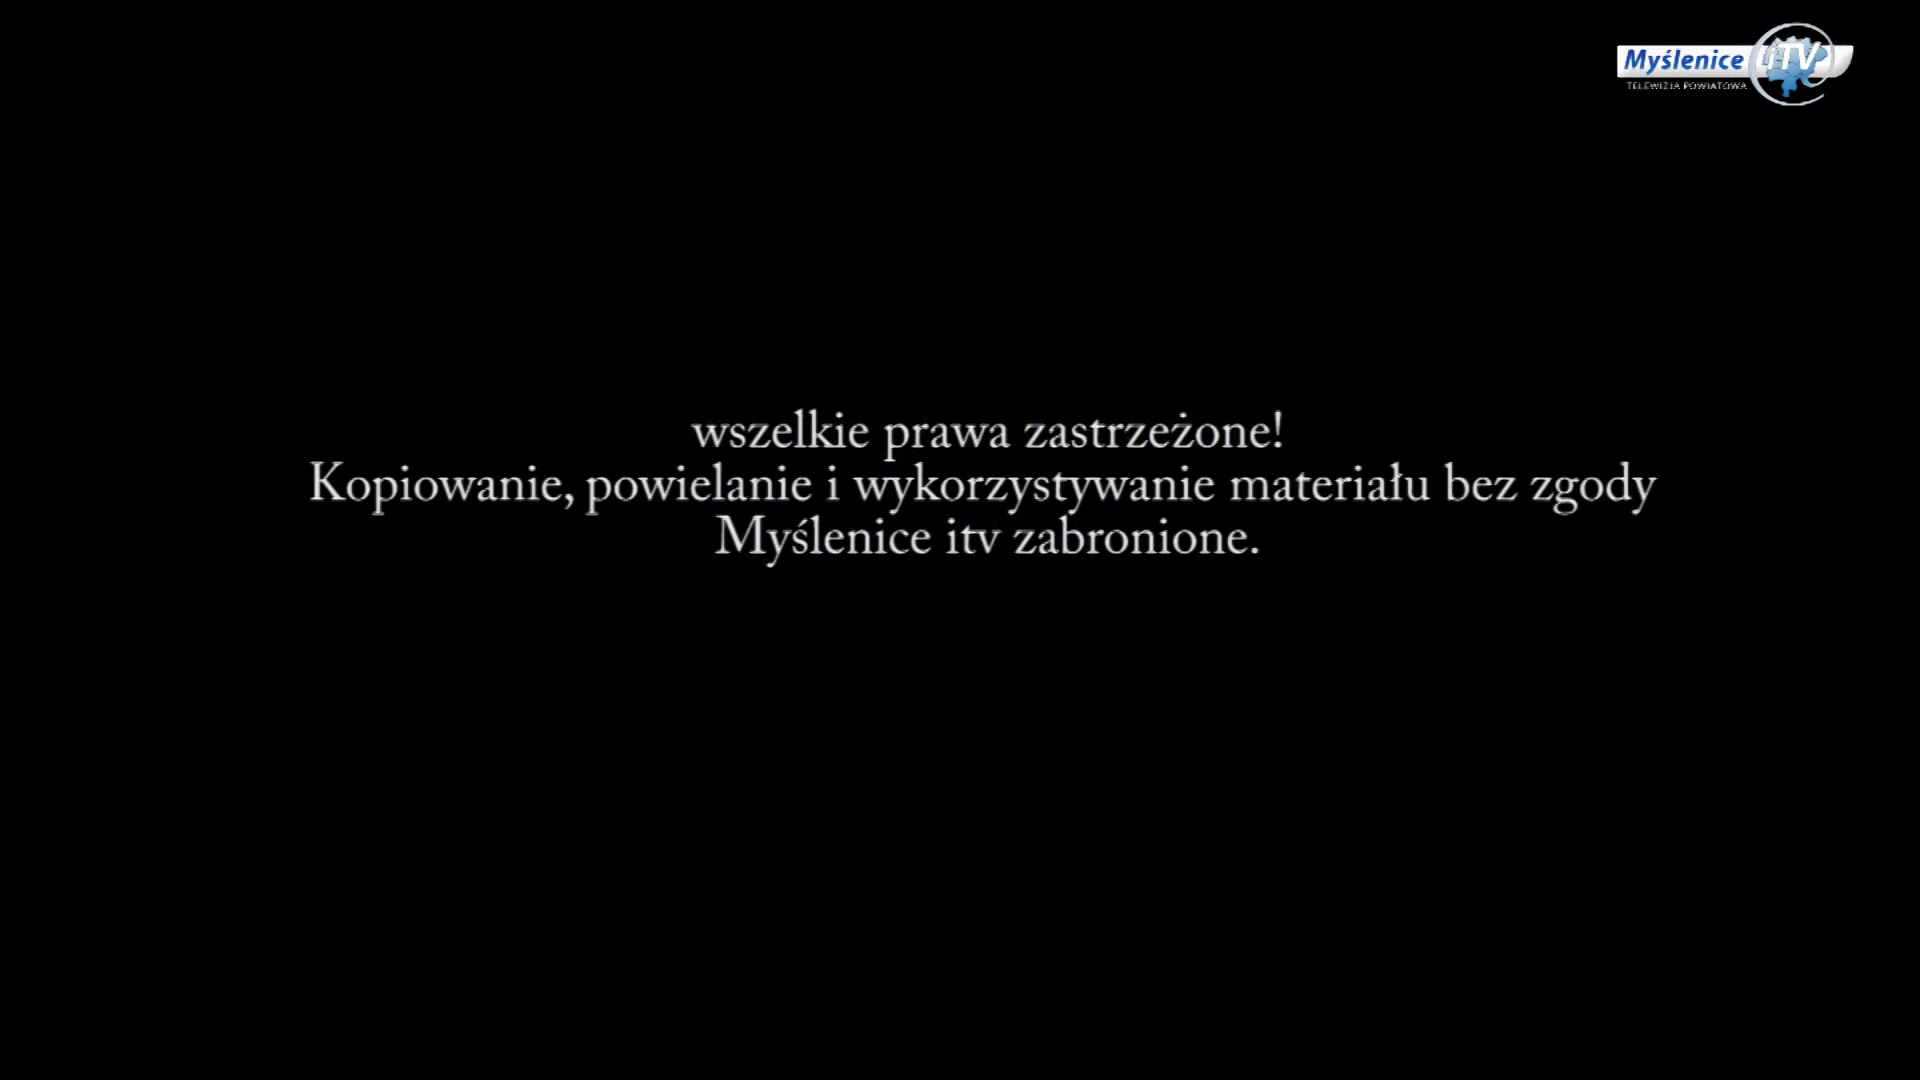 Myślenice iTV
TELEWIZJA POWIATOWA
wszelkie prawa zastrzeżone!
Kopiowanie, powielanie i wykorzystywanie materiału bez zgody
Myślenice itv zabronione.